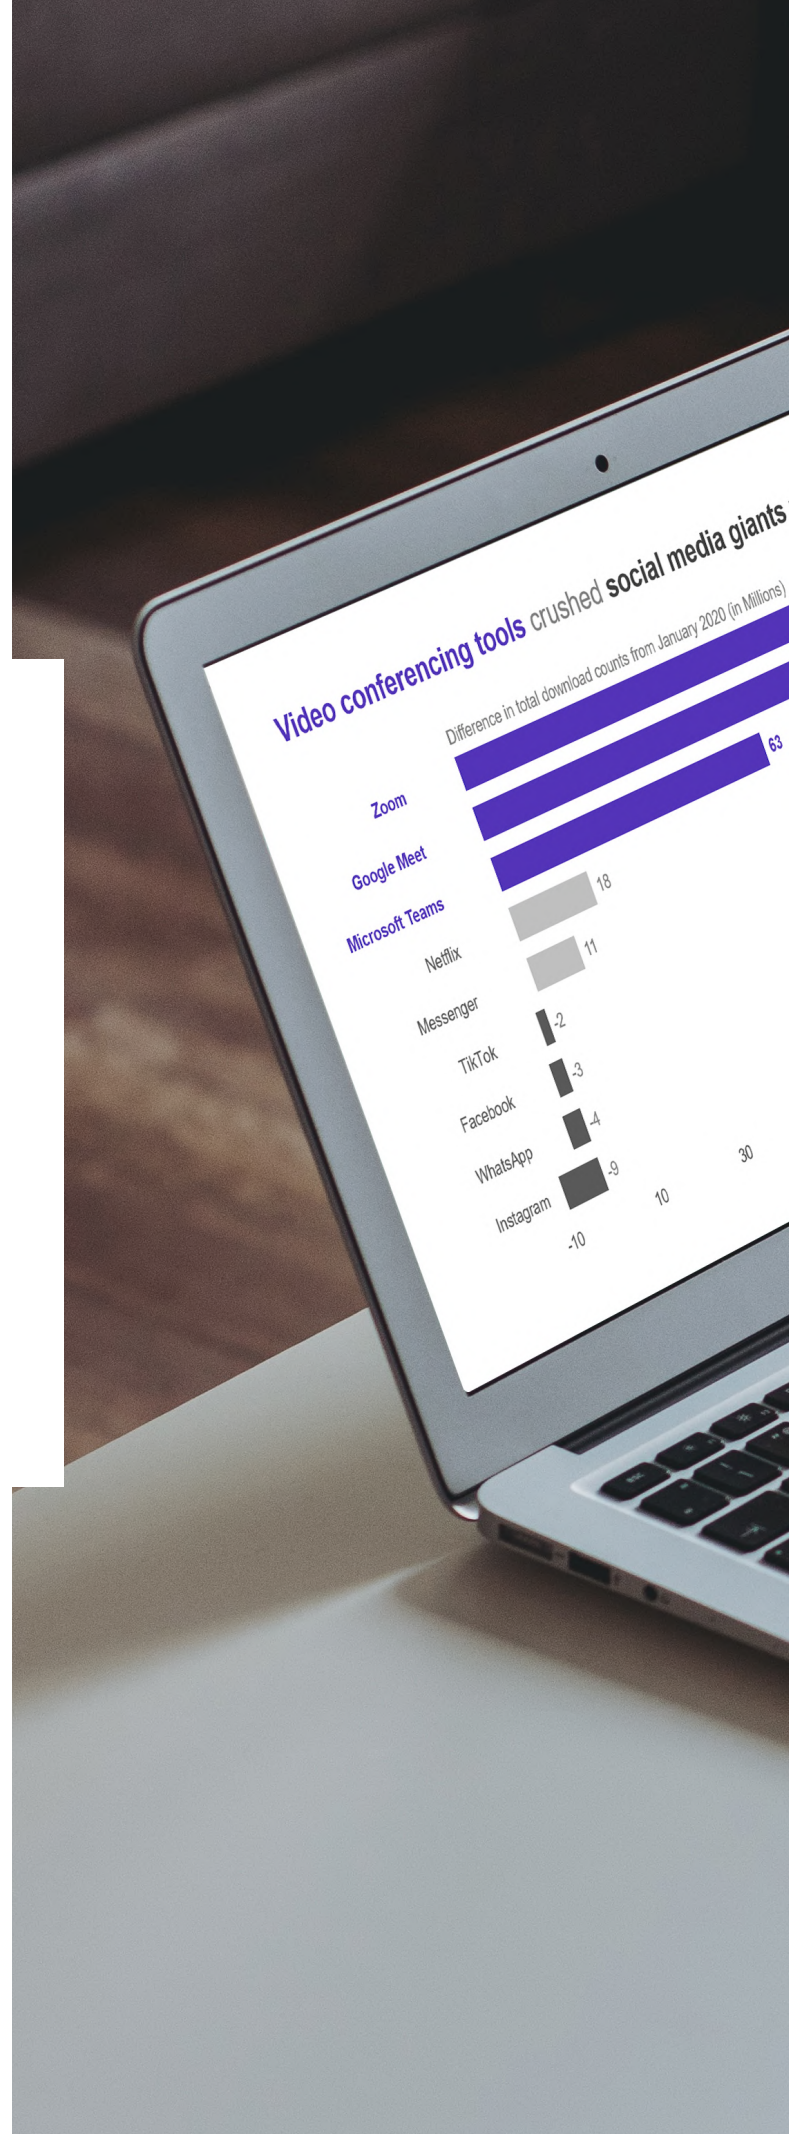 Video conferencing tools crushed social media giants
Difference in total download counts from January 2020 (in Millions)
Zoom
Google Meet
Microsoft Teams 63
Netflix 18
Messenger 11
TikTok -2
Facebook -3
WhatsApp -4
Instagram -9
-10 10 30
esc